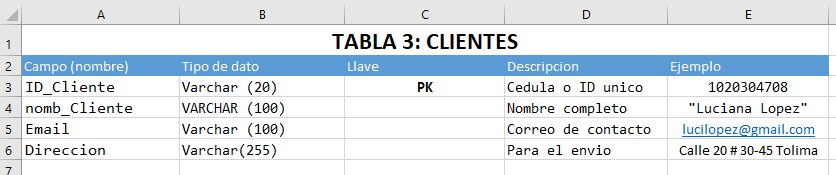 A B C D E
1 TABLA 3: CLIENTES
2 Campo (nombre) Tipo de dato Llave Descripcion Ejemplo
3 ID_Cliente Varchar (20) PK Cedula o ID unico 1020304708
4 nomb_Cliente VARCHAR (100) Nombre completo "Luciana Lopez"
5 Email Varchar (100) Correo de contacto lucilopez@gmail.com
6 Direccion Varchar(255) Para el envio Calle 20 # 30-45 Tolima
7